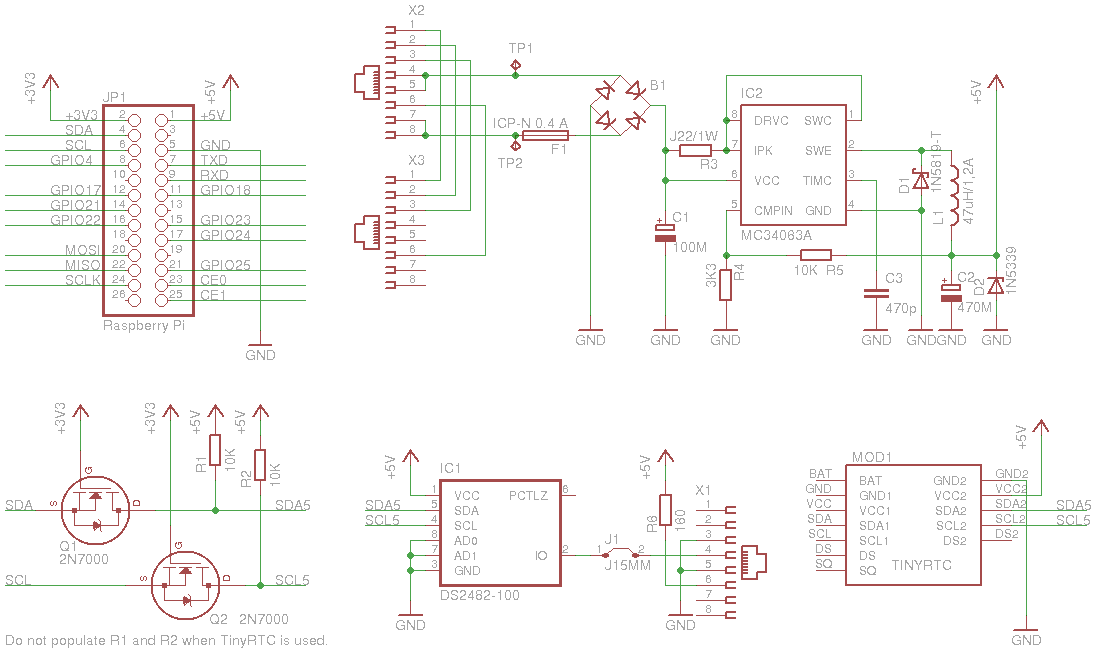 JP1
+3V3
+5V
+3V3 2 1 +5V
SDA 4 3
SCL 6 5 GND
GPIO4 8 7 TXD
10 9 RXD
GPIO17 12 11 GPIO18
GPIO21 14 13
GPIO22 16 15 GPIO23
18 17 GPIO24
MOSI 20 19
MISO 22 21 GPIO25
SCLK 24 23 CE0
26 25 CE1
Raspberry Pi
GND
X2
1
2
3
4
5
6
7
8
X3
1
2
3
4
5
6
7
8
TP1
ICP-N 0.4 A
F1
TP2
B1
GND
J22/1W
R3
C1
100M
GND
IC2
8 DRVC SWC 1
7 IPK SWE 2
6 VCC TIMC 3
5 CMPIN GND 4
MC34063A
3K3
R4
GND
10K R5
C3
470p
GND
D1
1N5819-T
GND
L1
47uH/1,2A
C2
470M
GND
+5V
D2
1N5339
GND
+3V3
SDA
S
G
D
Q1
2N7000
+3V3
SCL
S
G
D
Q2 2N7000
+5V
R1
10K
+5V
R2
10K
SDA5
SCL5
Do not populate R1 and R2 when TinyRTC is used.
+5V
SDA5
SCL5
GND
IC1
1 VCC PCTLZ 6
5 SDA
4 SCL
8 AD0
7 AD1 IO 2
3 GND
DS2482-100
J1
1 2
J15MM
+5V
R6
160
X1
1
2
3
4
5
6
7
8
GND
MOD1
BAT BAT GND2 GND2
GND GND1 VCC2 VCC2
VCC VCC1 SDA2 SDA2 SDA5
SDA SDA1 SCL2 SCL2 SCL5
SCL SCL1 DS2 DS2
DS DS
SQ SQ TINYRTC
+5V
GND